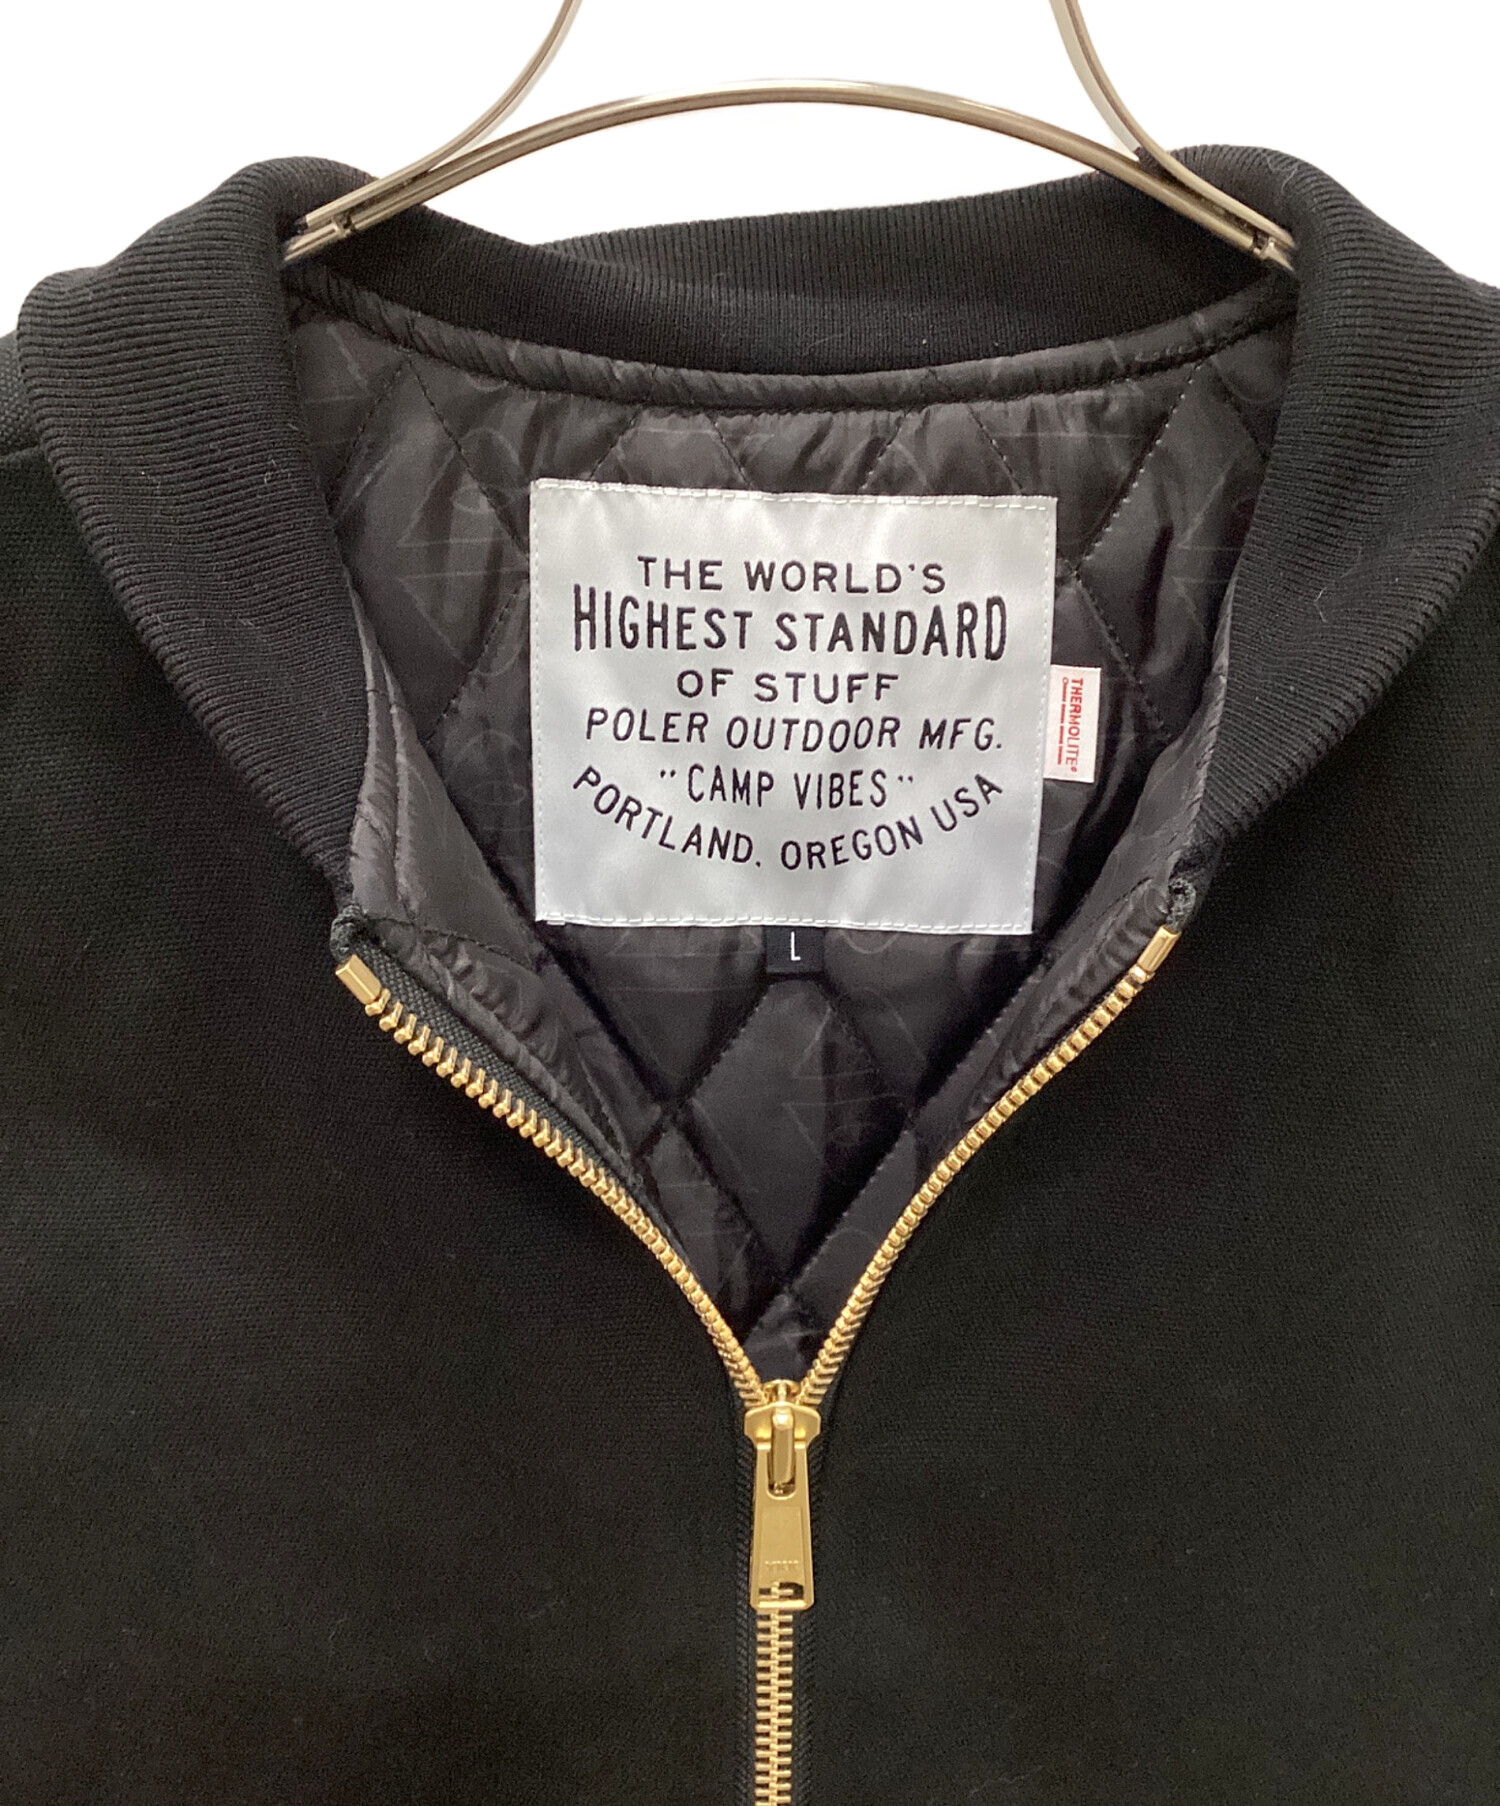 THE WORLD'S
HIGHEST STANDARD
OF STUFF
POLER OUTDOOR MFG.
"CAMP VIBES"
PORTLAND, OREGON USA
THERMOLITE®
L